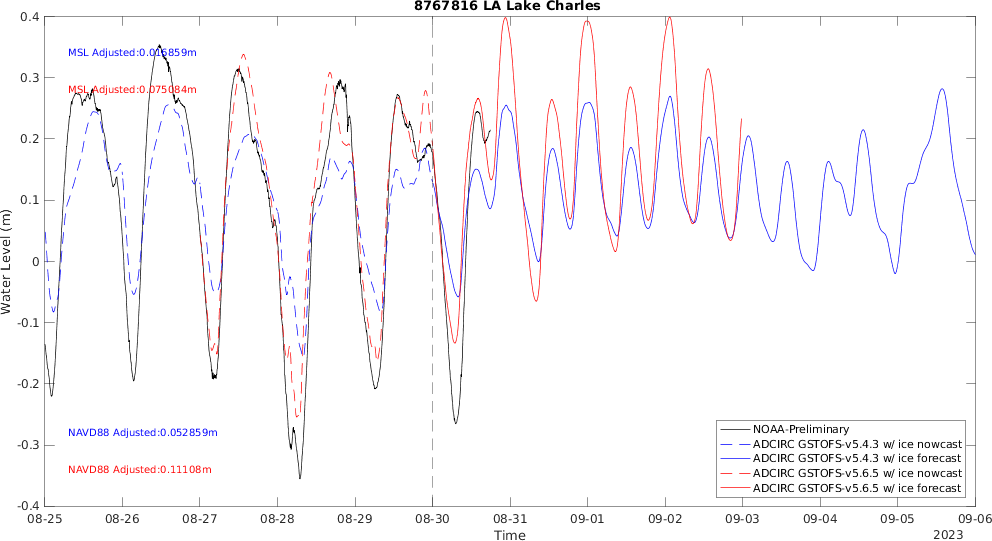 8767816 LA Lake Charles
0.4
MSL Adjusted:0.015859m
0.3
MSL Adjusted:0.075084m
0.2
0.1
0
-0.1
-0.2
-0.3
-0.4
Water Level (m)
NAVD88 Adjusted:0.052859m
NAVD88 Adjusted:0.11108m
NOAA-Preliminary
ADCIRC GSTOFS-v5.4.3 w/ ice nowcast
ADCIRC GSTOFS-v5.4.3 w/ ice forecast
ADCIRC GSTOFS-v5.6.5 w/ ice nowcast
ADCIRC GSTOFS-v5.6.5 w/ ice forecast
08-25 08-26 08-27 08-28 08-29 08-30 08-31 09-01 09-02 09-03 09-04 09-05 09-06
Time
2023